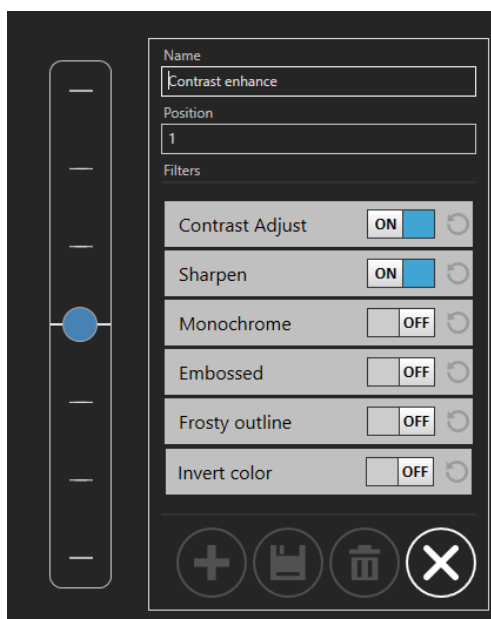 Name
Contrast enhance
Position
1
Filters
Contrast Adjust ON
Sharpen ON
Monochrome OFF
Embossed OFF
Frosty outline OFF
Invert color OFF